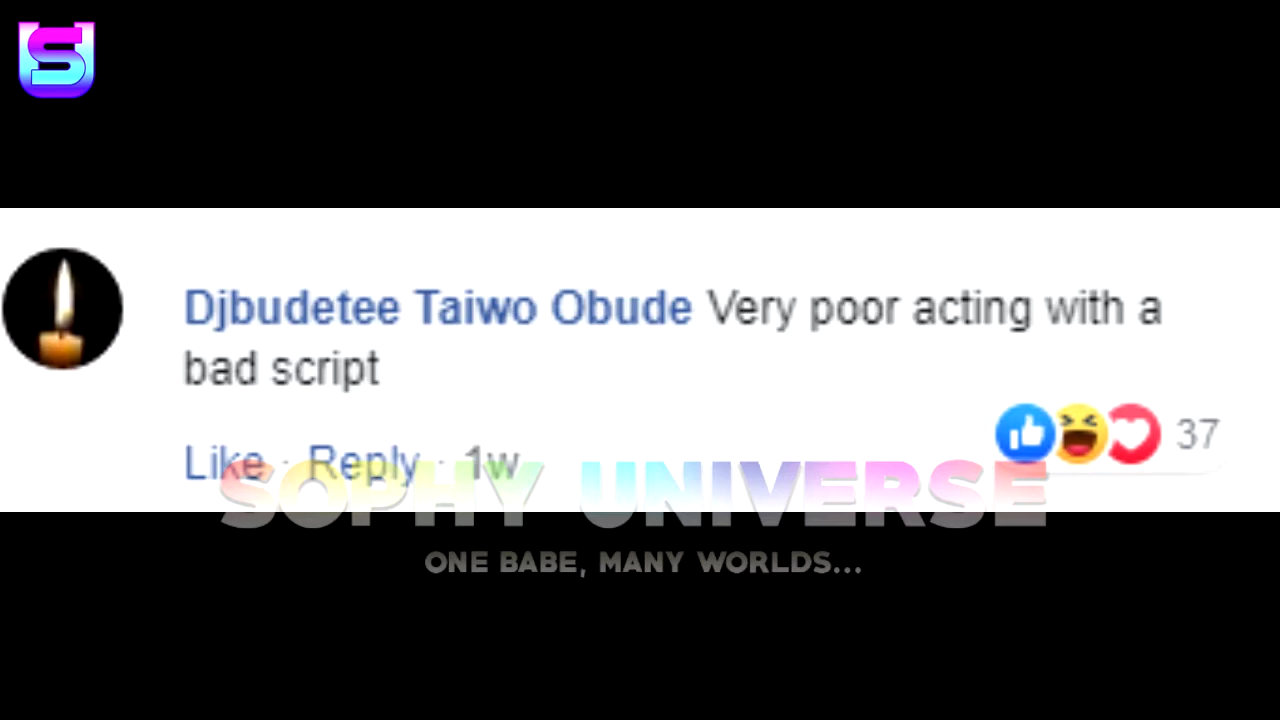 S
Djbudetee Taiwo Obude Very poor acting with a
bad script
37
Like · Reply · 1w
SOPHY UNIVERSE
ONE BABE, MANY WORLDS...